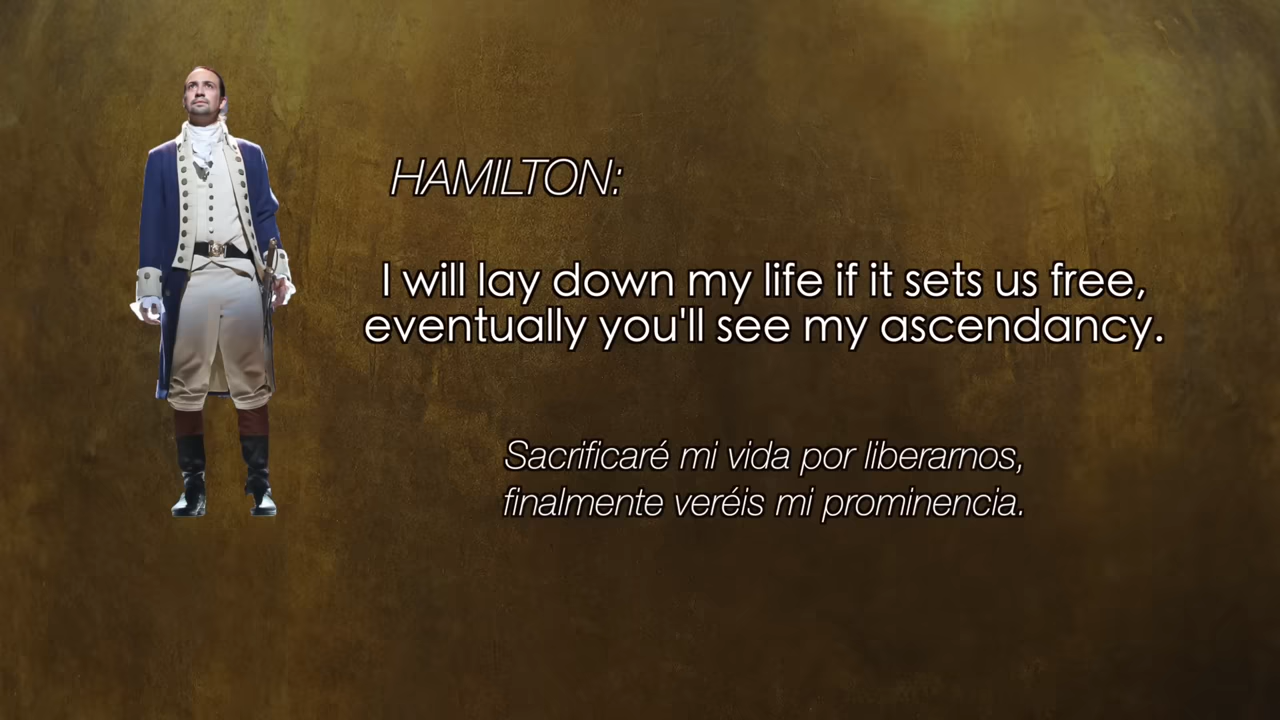 HAMILTON:
I will lay down my life if it sets us free,
eventually you'll see my ascendancy.
Sacrificaré mi vida por liberarnos,
finalmente veréis mi prominencia.